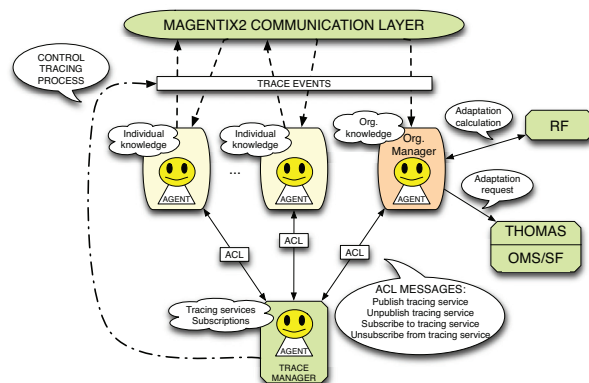 MAGENTIX2 COMMUNICATION LAYER
CONTROL
TRACING
PROCESS
TRACE EVENTS
Individual
knowledge
AGENT
...
Individual
knowledge
AGENT
Org.
knowledge
Org.
Manager
AGENT
Adaptation
calculation
RF
Adaptation
request
THOMAS
OMS/SF
ACL
ACL
ACL
Tracing services
Subscriptions
AGENT
TRACE
MANAGER
ACL MESSAGES:
Publish tracing service
Unpublish tracing service
Subscribe to tracing service
Unsubscribe from tracing service